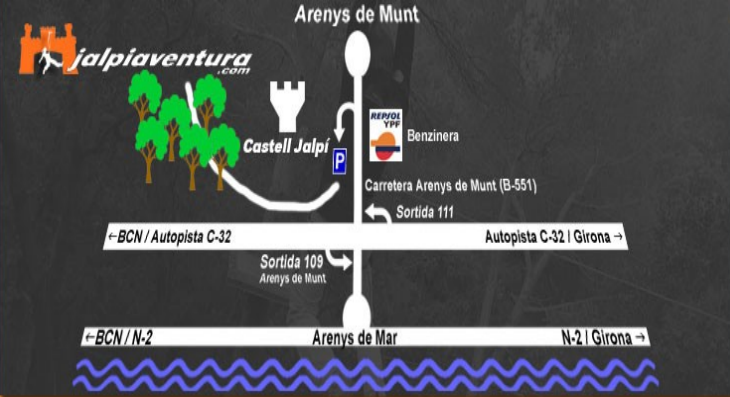 Arenys de Munt
jalpiaventura
.com
REPSOL
YPF
Benzinera
Castell Jalpí
P
Carretera Arenys de Munt (B-551)
Sortida 111
←BCN / Autopista C-32
Autopista C-32 / Girona →
Sortida 109
Arenys de Munt
←BCN / N-2
Arenys de Mar
N-2 / Girona →